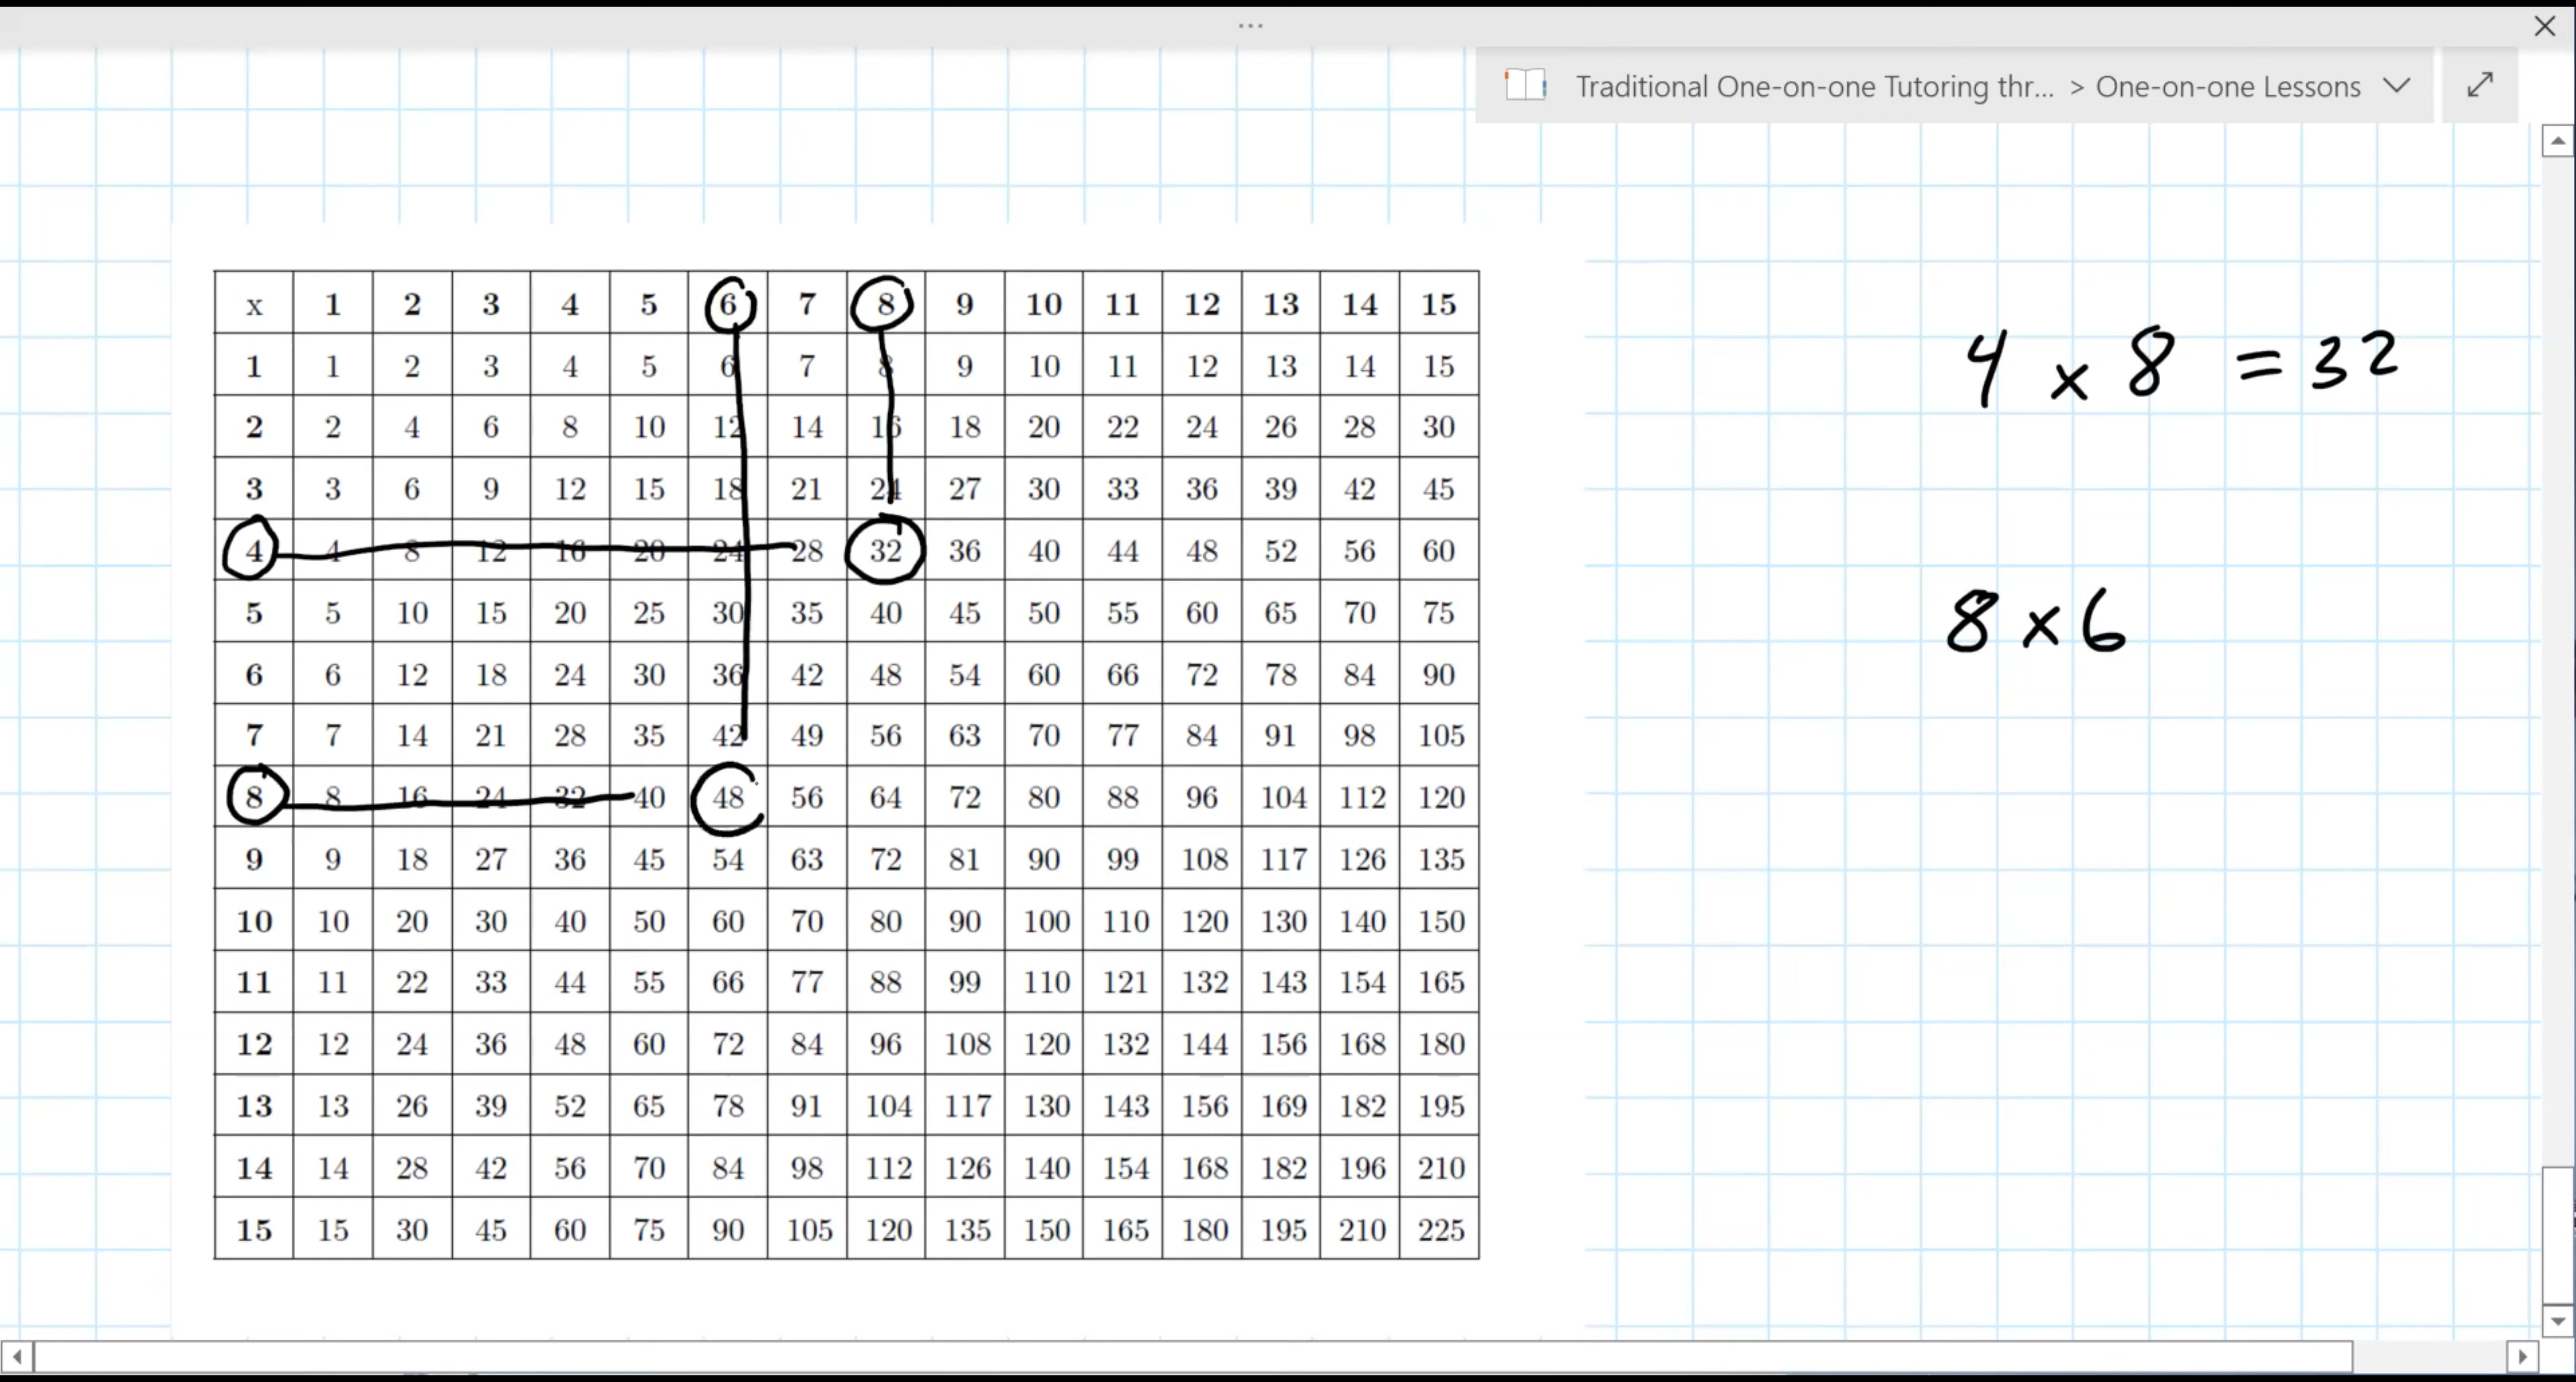 ...
Traditional One-on-one Tutoring thr... > One-on-one Lessons
x 1 2 3 4 5 6 7 8 9 10 11 12 13 14 15
1 1 2 3 4 5 6 7 8 9 10 11 12 13 14 15
2 2 4 6 8 10 12 14 16 18 20 22 24 26 28 30
3 3 6 9 12 15 18 21 24 27 30 33 36 39 42 45
4 4 8 12 16 20 24 28 32 36 40 44 48 52 56 60
5 5 10 15 20 25 30 35 40 45 50 55 60 65 70 75
6 6 12 18 24 30 36 42 48 54 60 66 72 78 84 90
7 7 14 21 28 35 42 49 56 63 70 77 84 91 98 105
8 8 16 24 32 40 48 56 64 72 80 88 96 104 112 120
9 9 18 27 36 45 54 63 72 81 90 99 108 117 126 135
10 10 20 30 40 50 60 70 80 90 100 110 120 130 140 150
11 11 22 33 44 55 66 77 88 99 110 121 132 143 154 165
12 12 24 36 48 60 72 84 96 108 120 132 144 156 168 180
13 13 26 39 52 65 78 91 104 117 130 143 156 169 182 195
14 14 28 42 56 70 84 98 112 126 140 154 168 182 196 210
15 15 30 45 60 75 90 105 120 135 150 165 180 195 210 225
4 x 8 = 32
8 x 6